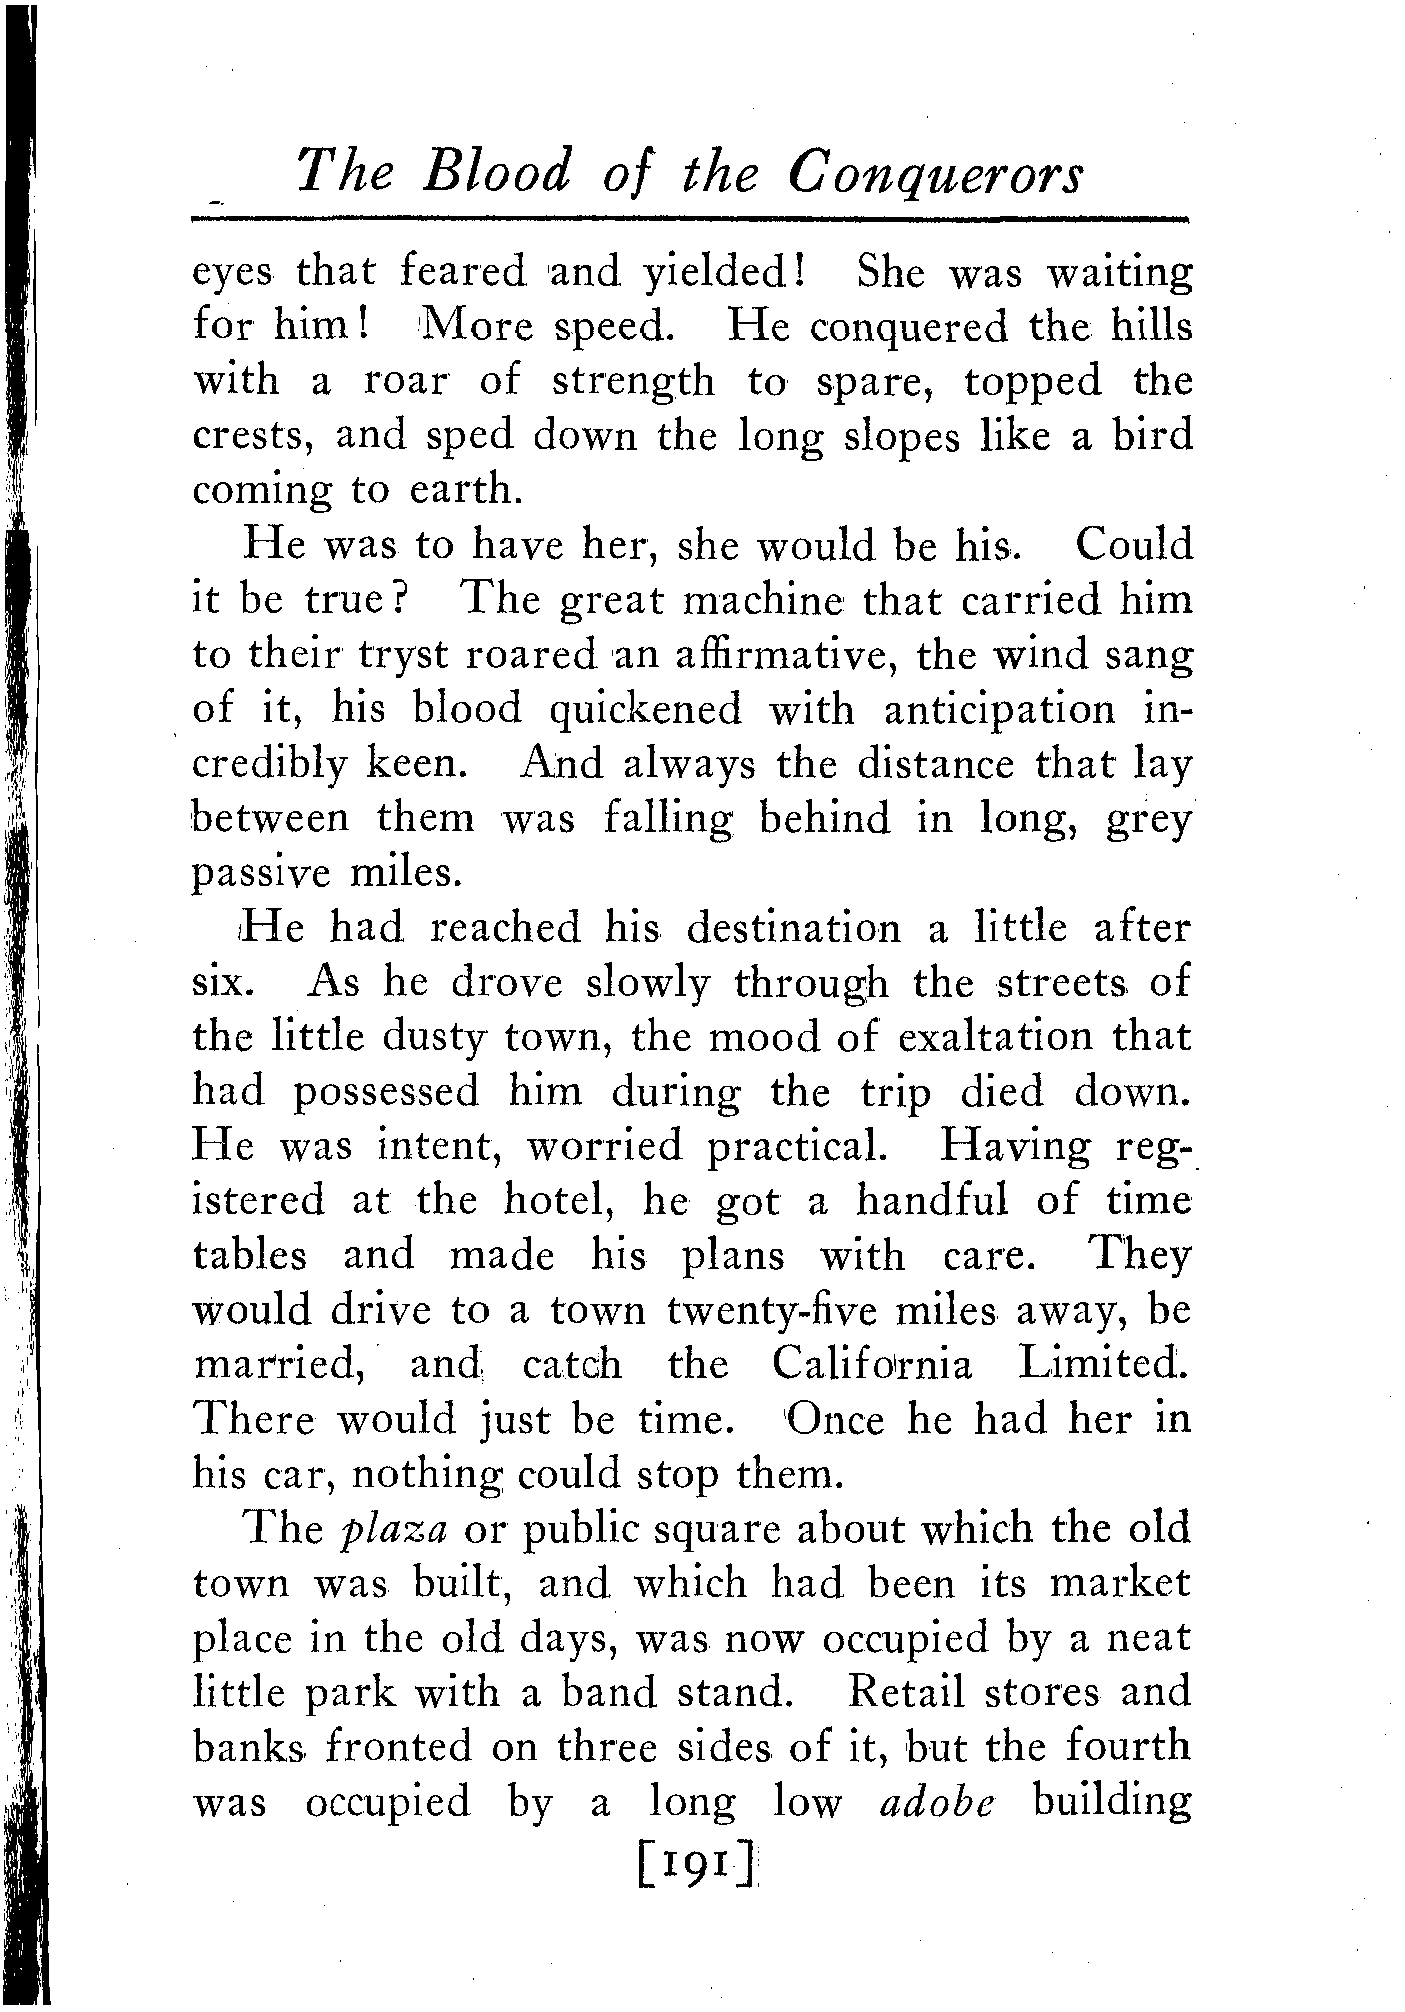 The Blood of the Conquerors
eyes that feared and yielded! She was waiting
for him! More speed. He conquered the hills
with a roar of strength to spare, topped the
crests, and sped down the long slopes like a bird
coming to earth.
He was to have her, she would be his. Could
it be true? The great machine that carried him
to their tryst roared an affirmative, the wind sang
of it, his blood quickened with anticipation in-
credibly keen. And always the distance that lay
between them was falling behind in long, grey
passive miles.
He had reached his destination a little after
six. As he drove slowly through the streets of
the little dusty town, the mood of exaltation that
had possessed him during the trip died down.
He was intent, worried practical. Having reg-
istered at the hotel, he got a handful of time
tables and made his plans with care. They
would drive to a town twenty-five miles away, be
married, and catch the California Limited.
There would just be time. Once he had her in
his car, nothing could stop them.
The plaza or public square about which the old
town was built, and which had been its market
place in the old days, was now occupied by a neat
little park with a band stand. Retail stores and
banks fronted on three sides of it, but the fourth
was occupied by a long low adobe building
[191]